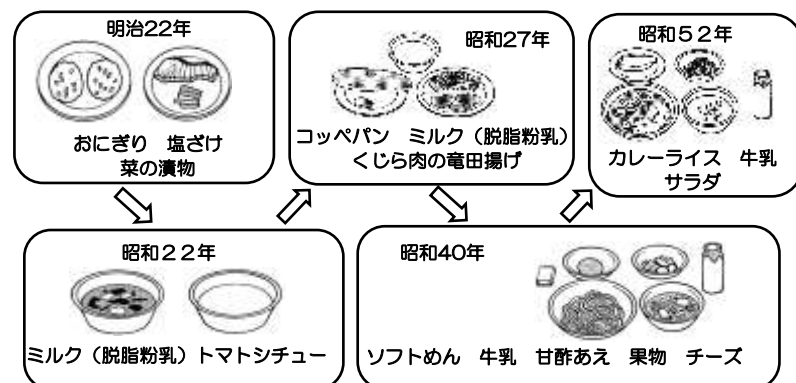 明治22年
おにぎり　塩ざけ
菜の漬物
昭和２２年
ミルク（脱脂粉乳）トマトシチュー
昭和27年
コッペパン　ミルク（脱脂粉乳）
くじら肉の竜田揚げ
昭和40年
ソフトめん　牛乳　甘酢あえ　果物　チーズ
昭和５２年
カレーライス　牛乳
サラダ